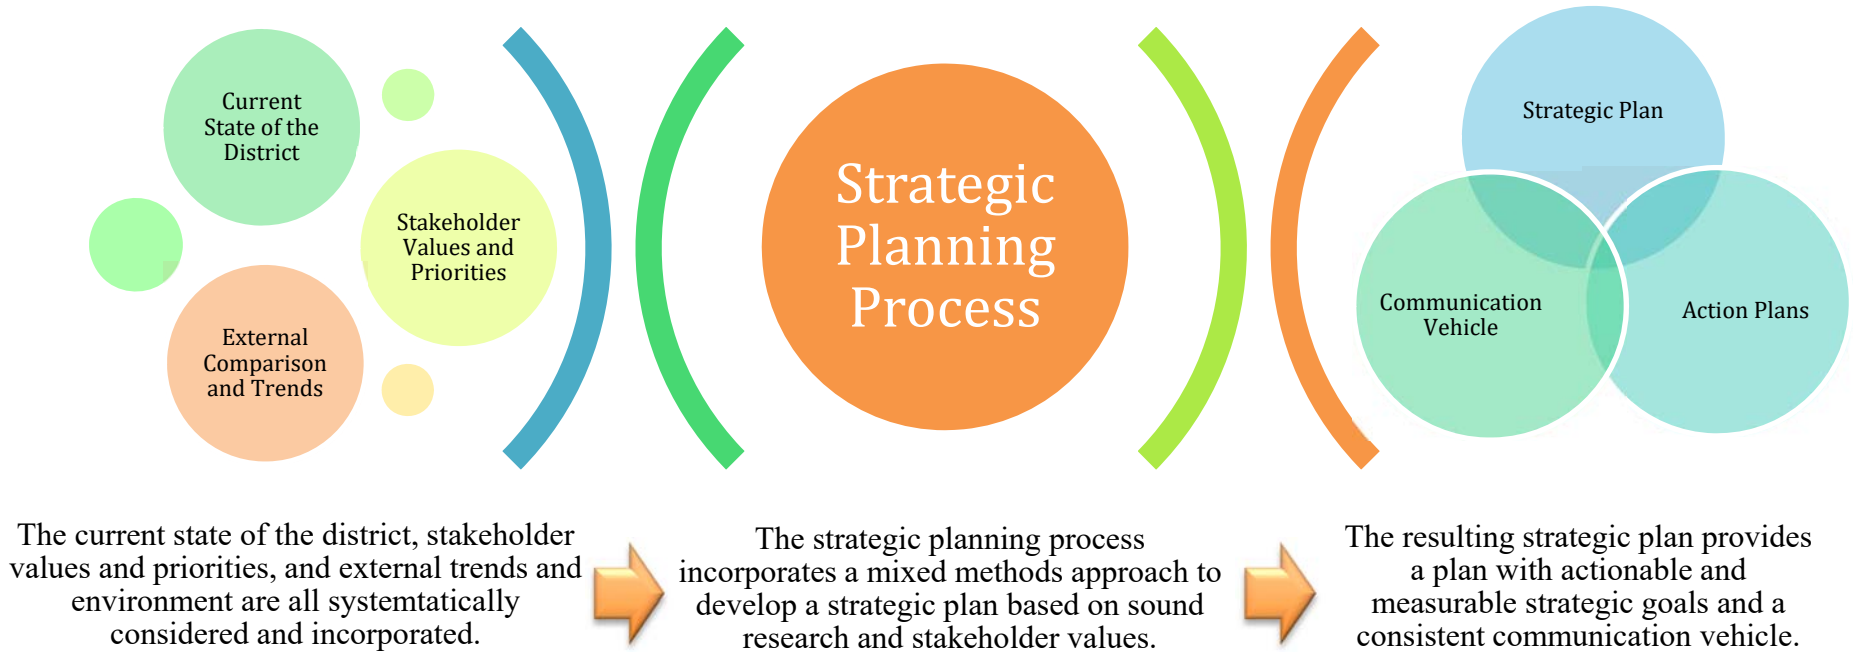 Current
State of the
District
Stakeholder
Values and
Priorities
External
Comparison
and Trends
Strategic
Planning
Process
Strategic Plan
Communication
Vehicle
Action Plans
The current state of the district, stakeholder
values and priorities, and external trends and
environment are all systemtatically
considered and incorporated.
The strategic planning process
incorporates a mixed methods approach to
develop a strategic plan based on sound
research and stakeholder values.
The resulting strategic plan provides
a plan with actionable and
measurable strategic goals and a
consistent communication vehicle.